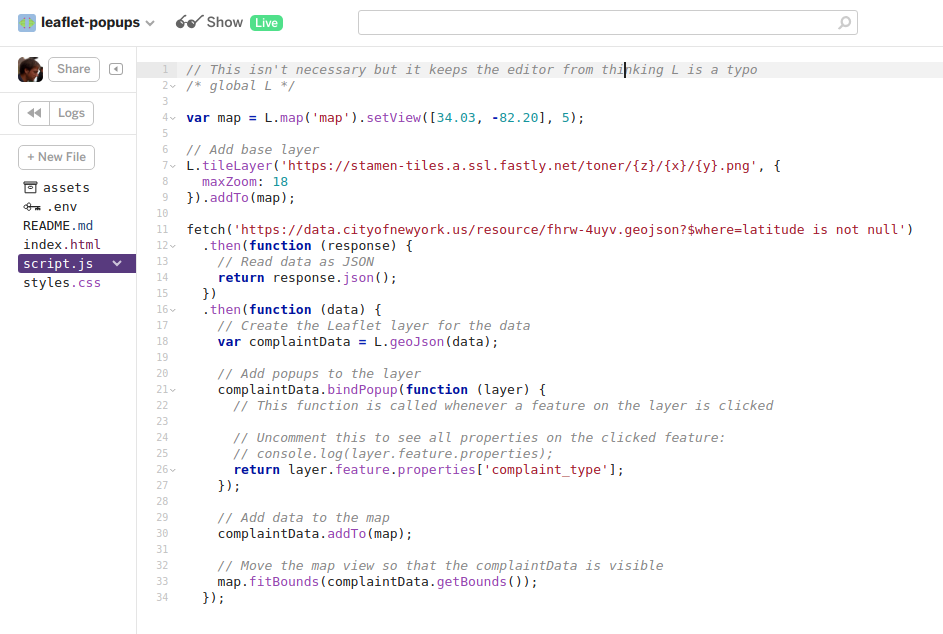 leaflet-popups Show Live
Share
Logs
+ New File
assets
.env
README.md
index.html
script.js
styles.css
1 // This isn't necessary but it keeps the editor from thinking L is a typo
2 /* global L */
3
4 var map = L.map('map').setView([34.03, -82.20], 5);
5
6 // Add base layer
7 L.tileLayer('https://stamen-tiles.a.ssl.fastly.net/toner/{z}/{x}/{y}.png', {
8   maxZoom: 18
9 }).addTo(map);
10
11 fetch('https://data.cityofnewyork.us/resource/fhrw-4uyv.geojson?$where=latitude is not null')
12   .then(function (response) {
13     // Read data as JSON
14     return response.json();
15   })
16   .then(function (data) {
17     // Create the Leaflet layer for the data
18     var complaintData = L.geoJson(data);
19
20     // Add popups to the layer
21     complaintData.bindPopup(function (layer) {
22       // This function is called whenever a feature on the layer is clicked
23
24       // Uncomment this to see all properties on the clicked feature:
25       // console.log(layer.feature.properties);
26       return layer.feature.properties['complaint_type'];
27     });
28
29     // Add data to the map
30     complaintData.addTo(map);
31
32     // Move the map view so that the complaintData is visible
33     map.fitBounds(complaintData.getBounds());
34   });